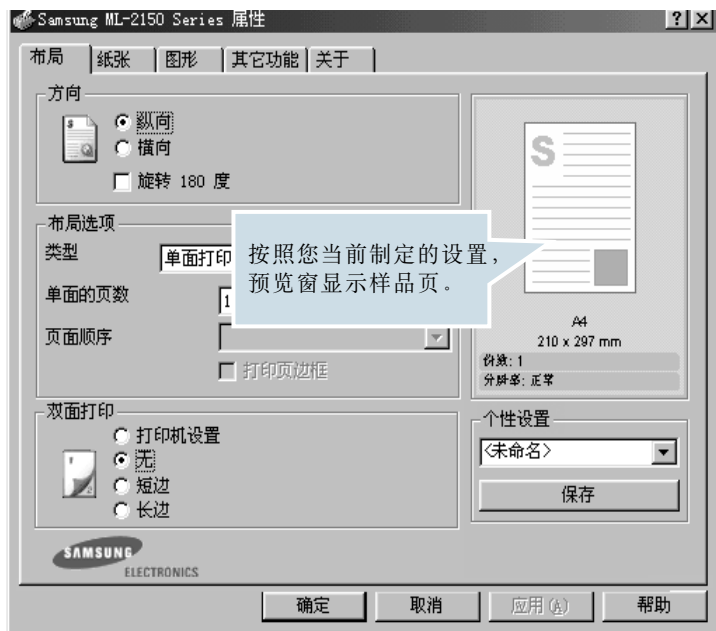 Samsung ML-2150 Series 属性
布局 纸张 图形 其它功能 关于
方向
纵向
横向
旋转 180 度
布局选项
类型 单面打印
单面的页数 1
页面顺序
打印页边框
按照您当前制定的设置，
预览窗显示样品页。
双面打印
打印机设置
无
短边
长边
S
A4
210 x 297 mm
份数: 1
分辨率: 正常
个性设置
<未命名>
保存
SAMSUNG
ELECTRONICS
确定 取消 应用(A) 帮助